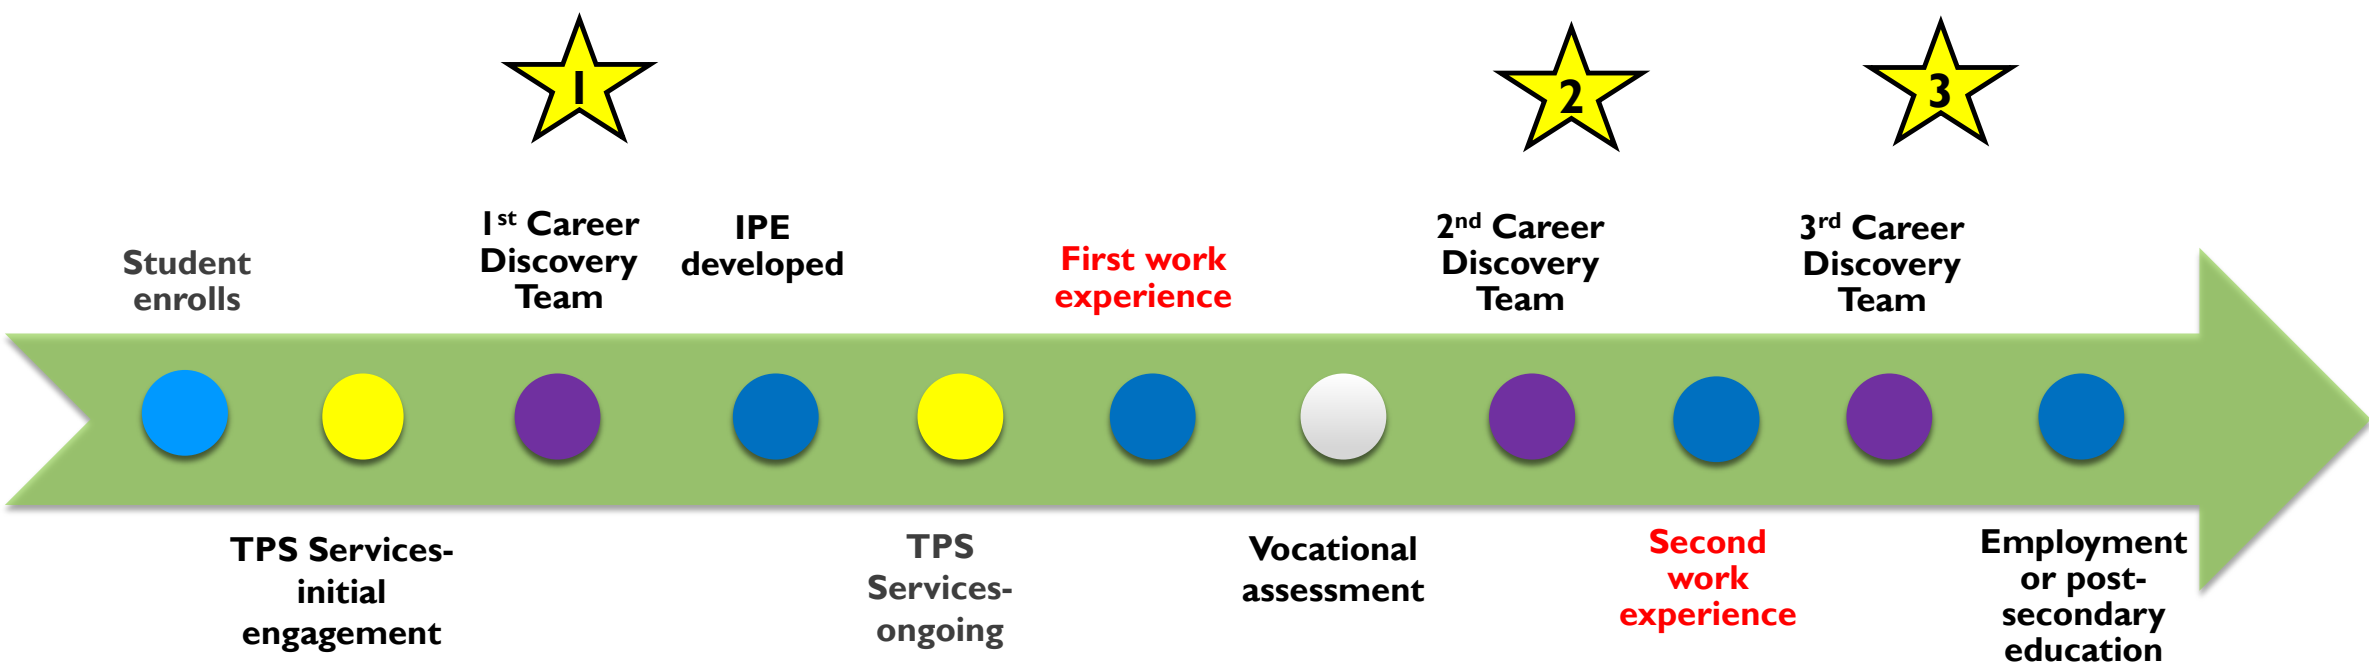 1
2
3
Student
enrolls
1st Career
Discovery
Team
IPE
developed
First work
experience
2nd Career
Discovery
Team
3rd Career
Discovery
Team
TPS Services-
initial
engagement
TPS
Services-
ongoing
Vocational
assessment
Second
work
experience
Employment
or post-
secondary
education